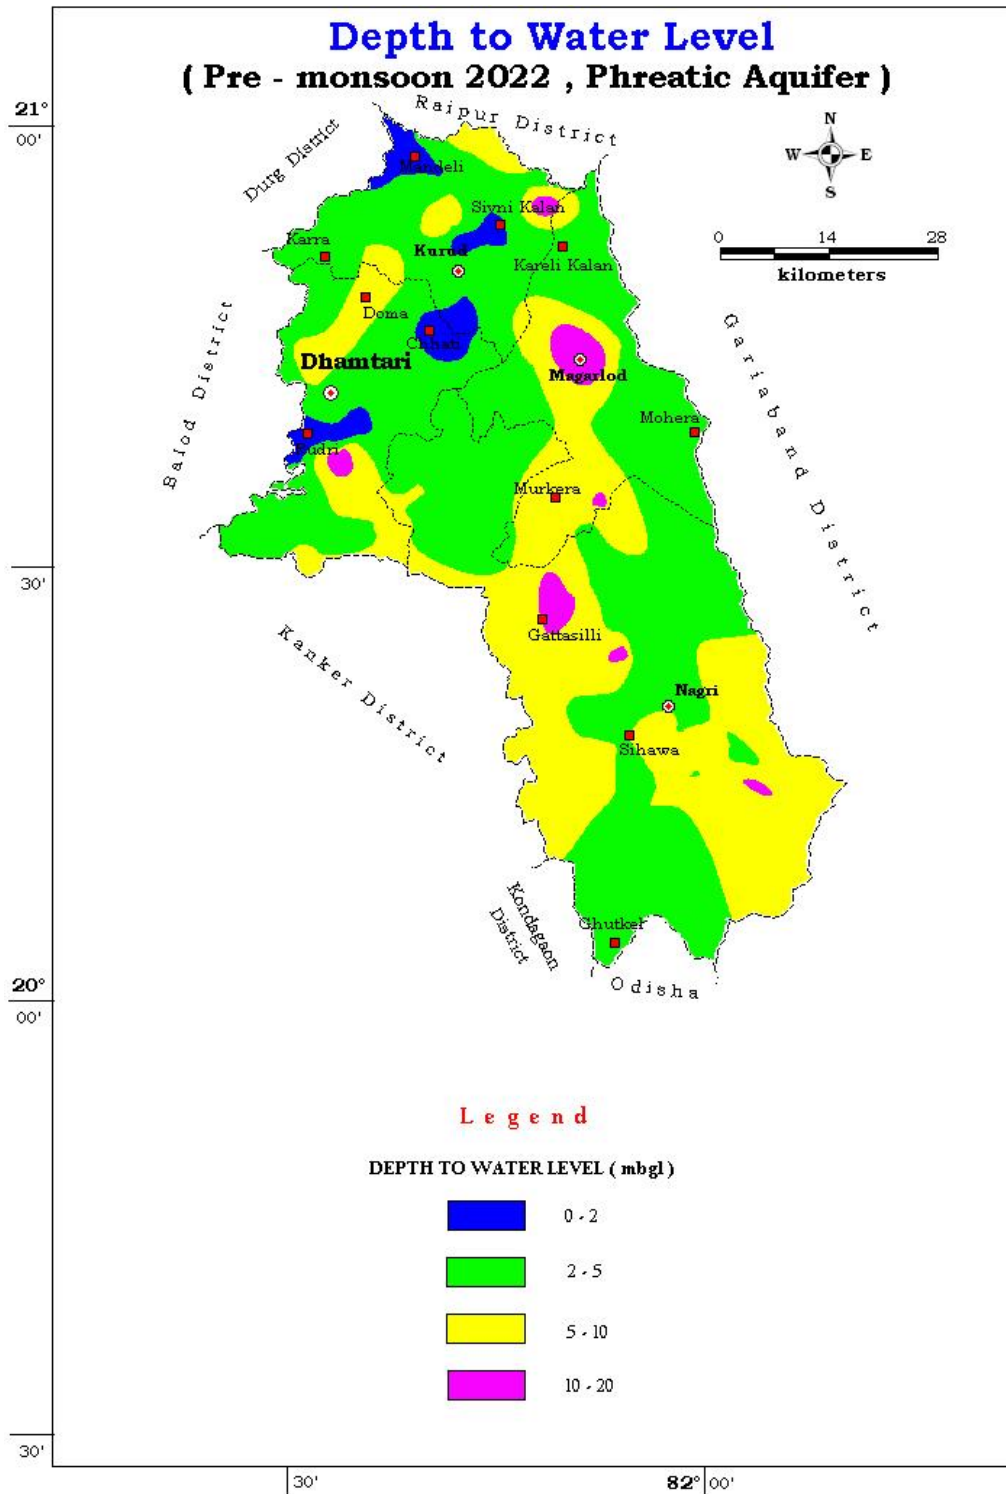 Depth to Water Level
( Pre - monsoon 2022 , Phreatic Aquifer )
21°
00'
Raipur District
Durg District
N
W E
S
Mandeli
Sivni Kalan
Karra
Kurud
Kareli Kalan
0 14 28
kilometers
Doma
Chhati
Dhamtari
Magarlod
Balod District
Gariaband District
Mohera
Rudri
Murkera
30'
Gattasilli
Kanker District
Nagri
Sihawa
Kondagaon
District
Ghutkel
Odisha
20°
00'
Legend
DEPTH TO WATER LEVEL ( mbgl )
0 - 2
2 - 5
5 - 10
10 - 20
30'
30'
82° 00'